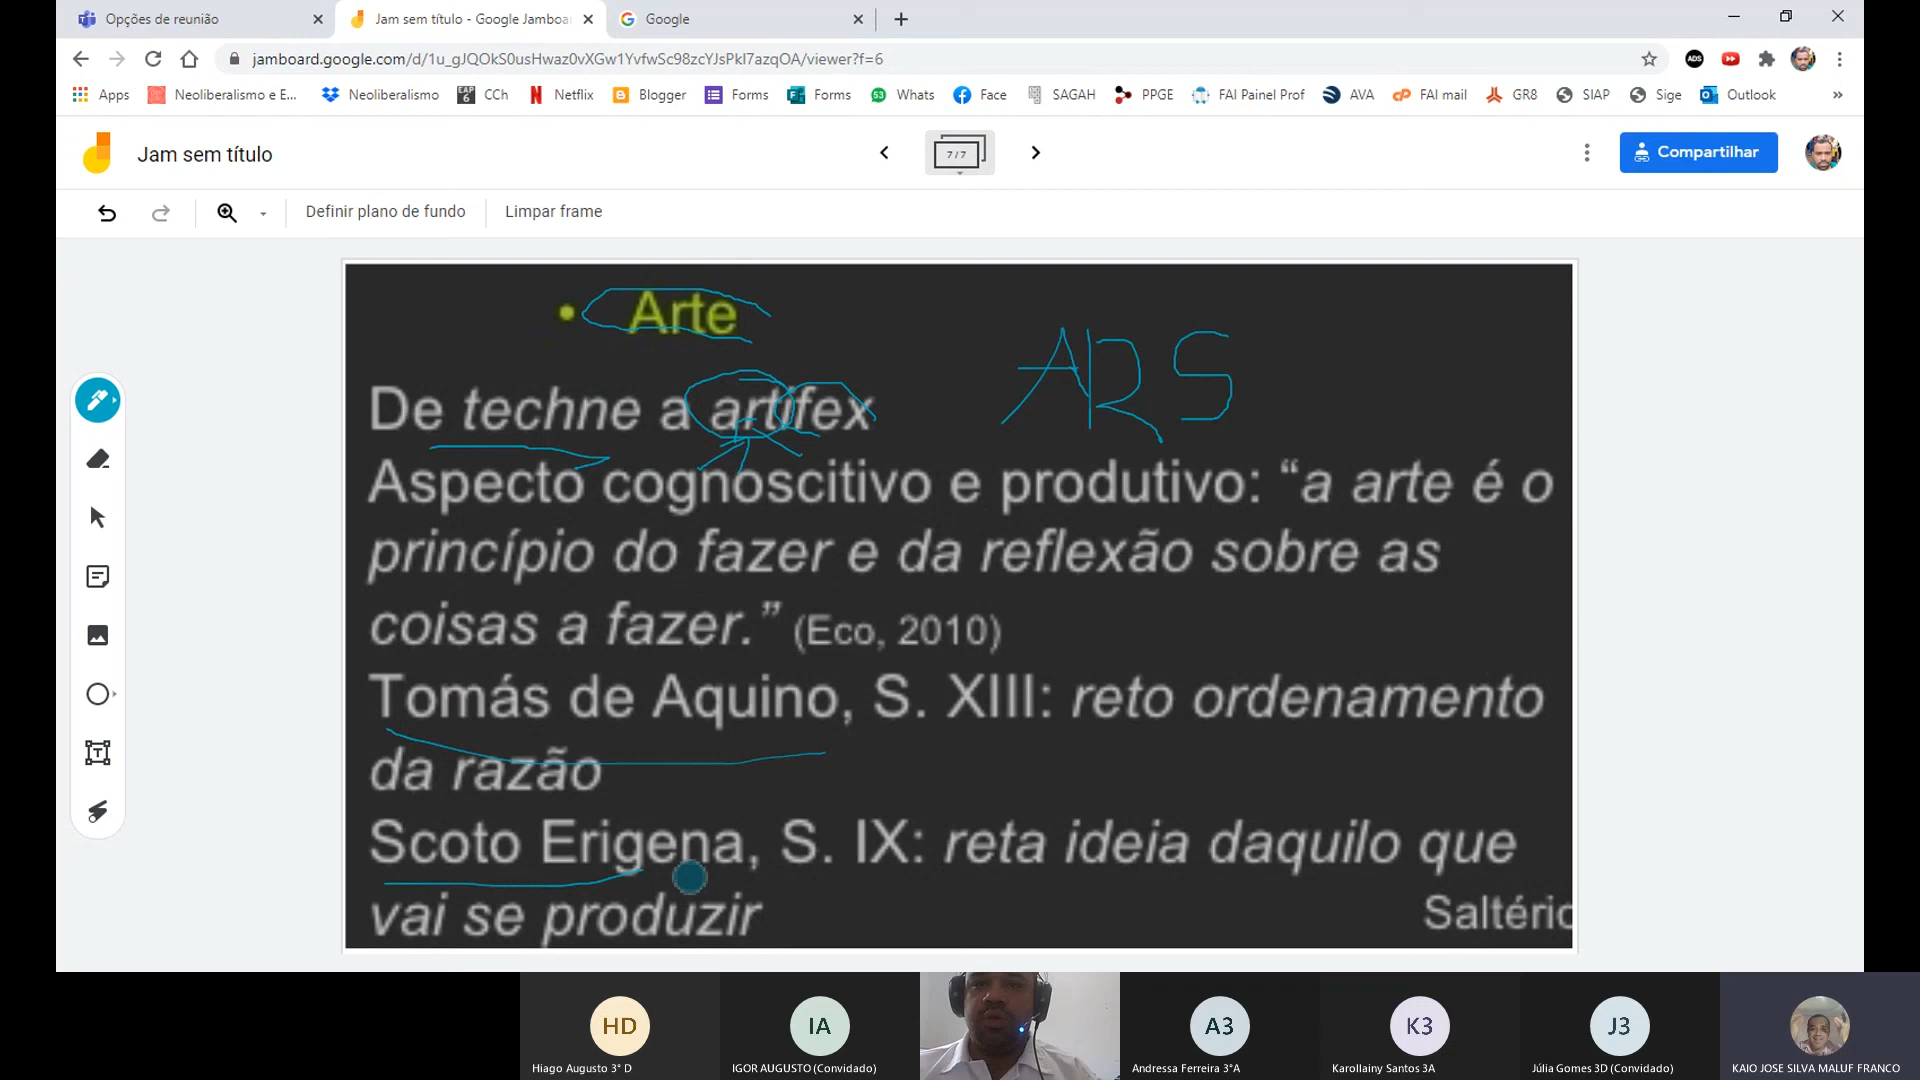 Opções de reunião
Jam sem título - Google Jamboa
Google
jamboard.google.com/d/1u_gJQOkS0usHwaz0vXGw1YvfwSc98zcYJsPkI7azqOA/viewer?f=6
ADS
Apps
Neoliberalismo e E...
Neoliberalismo
EAP 6
CCh
Netflix
Blogger
Forms
Forms
53
Whats
Face
SAGAH
PPGE
FAI Painel Prof
AVA
FAI mail
GR8
SIAP
Sige
Outlook
Jam sem título
7 / 7
Compartilhar
Definir plano de fundo
Limpar frame
• Arte
ARS
De techne a artifex
Aspecto cognoscitivo e produtivo: “a arte é o
princípio do fazer e da reflexão sobre as
coisas a fazer.” (Eco, 2010)
Tomás de Aquino, S. XIII: reto ordenamento
da razão
Scoto Erigena, S. IX: reta ideia daquilo que
vai se produzir
Saltério
HD
IA
A3
K3
J3
Hiago Augusto 3° D
IGOR AUGUSTO (Convidado)
Andressa Ferreira 3°A
Karollainy Santos 3A
Júlia Gomes 3D (Convidado)
KAIO JOSE SILVA MALUF FRANCO